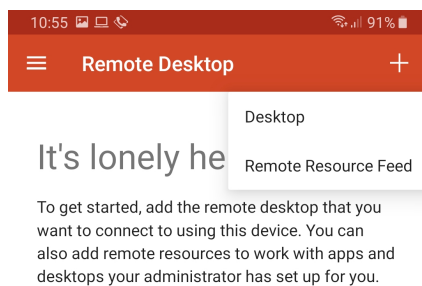 10:55 91%
Remote Desktop
Desktop
It's lonely he
Remote Resource Feed
To get started, add the remote desktop that you
want to connect to using this device. You can
also add remote resources to work with apps and
desktops your administrator has set up for you.